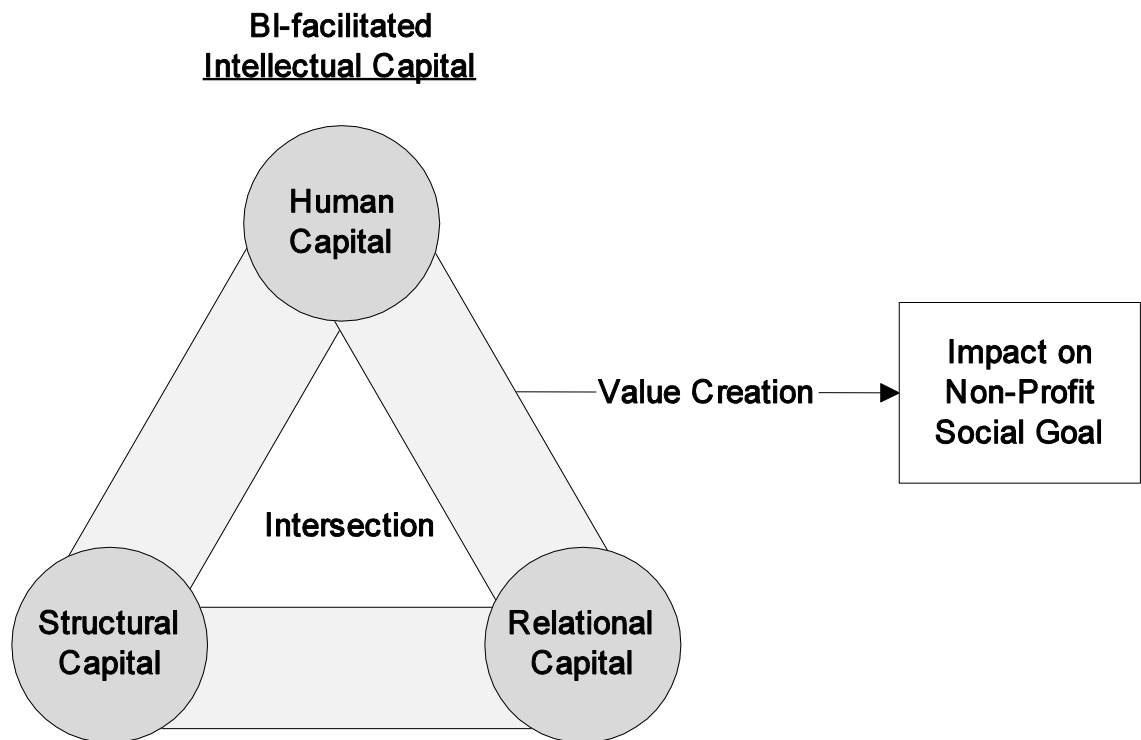 BI-facilitated
Intellectual Capital
Human
Capital
Impact on
Non-Profit
Social Goal
Value Creation
Intersection
Structural
Capital
Relational
Capital